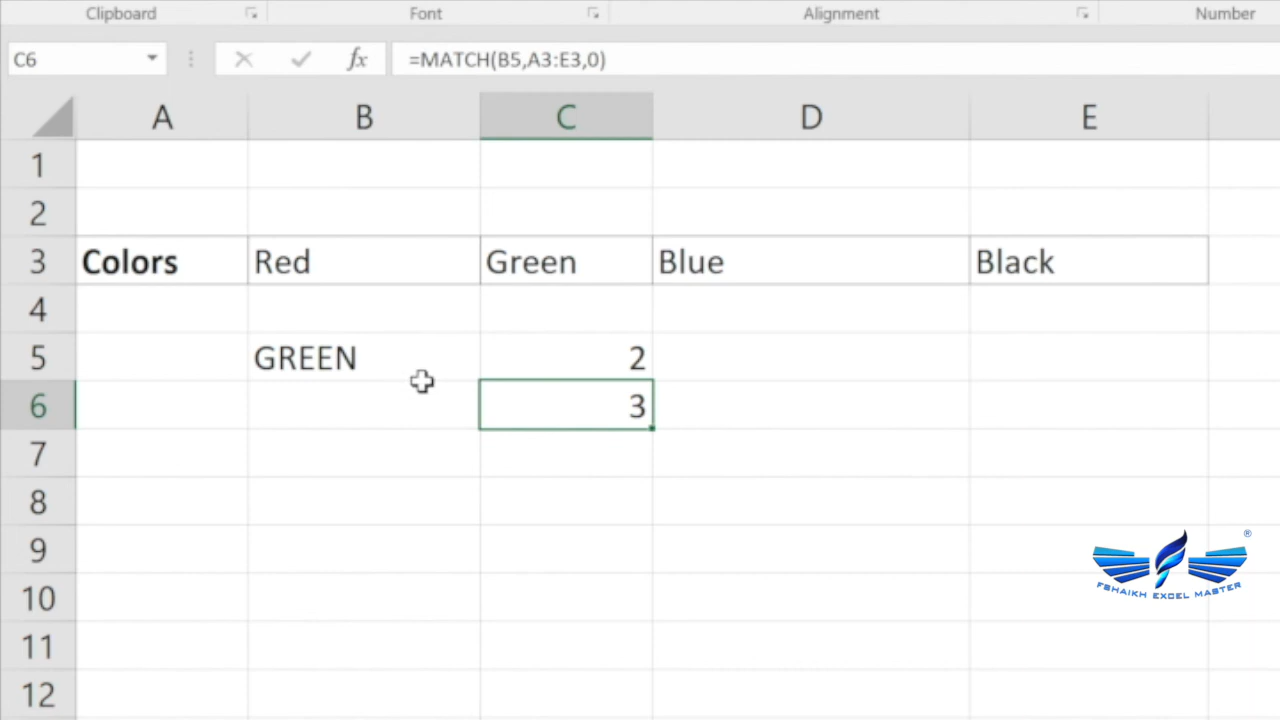 Clipboard Font Alignment Number
C6 fx =MATCH(B5,A3:E3,0)
A B C D E
1
2
3 Colors Red Green Blue Black
4
5 GREEN 2
6 3
7
8
9
10
11
12
®
FSHAIKH EXCEL MASTER